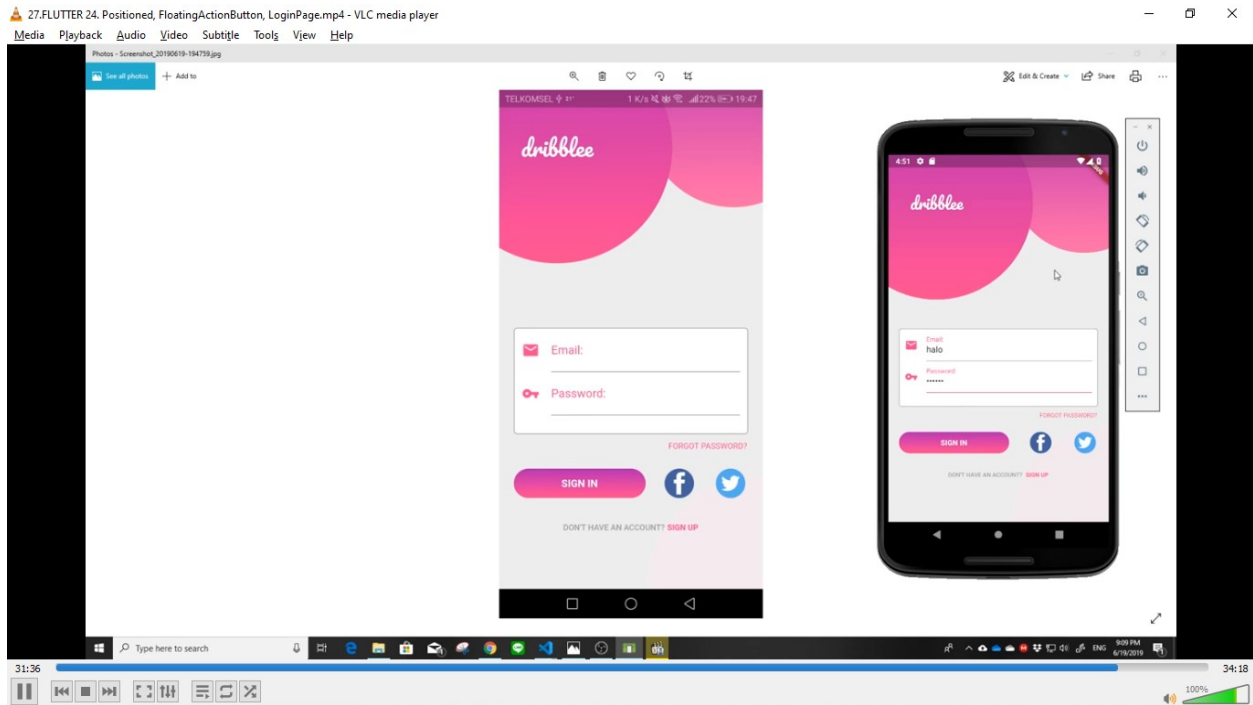 27.FLUTTER 24. Positioned, FloatingActionButton, LoginPage.mp4 - VLC media player
Media Playback Audio Video Subtitle Tools View Help
Photos - Screenshot_20190619-194759.jpg
See all photos + Add to
Edit & Create Share
TELKOMSEL 1 K/s 22% 19:47
dribblee
Email:
Password:
FORGOT PASSWORD?
SIGN IN
DON'T HAVE AN ACCOUNT? SIGN UP
4:51
dribblee
Email:
halo
Password:
••••••
FORGOT PASSWORD?
SIGN IN
DON'T HAVE AN ACCOUNT? SIGN UP
Type here to search
ENG
9:09 PM
6/19/2019
31:36
34:18
100%